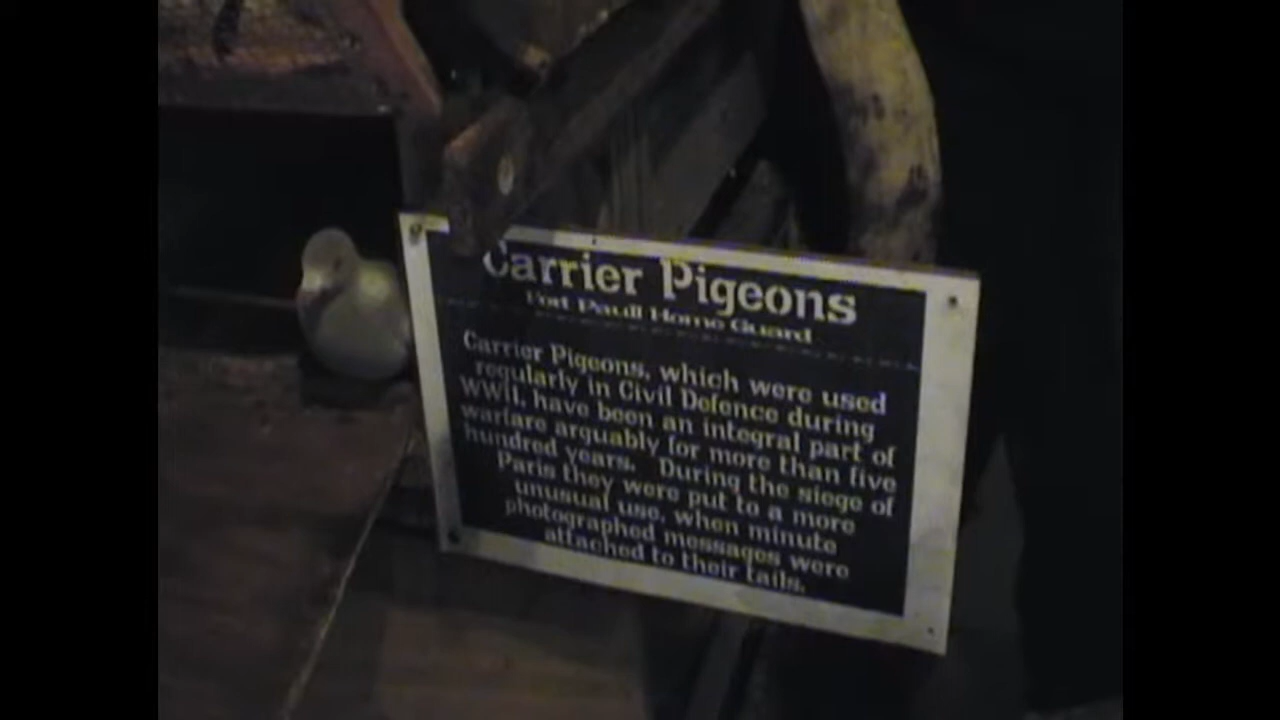 Carrier Pigeons
Fort Paull Home Guard
Carrier Pigeons, which were used
regularly in Civil Defence during
WWII, have been an integral part of
warfare arguably for more than five
hundred years. During the siege of
Paris they were put to a more
unusual use, when minute
photographed messages were
attached to their tails.